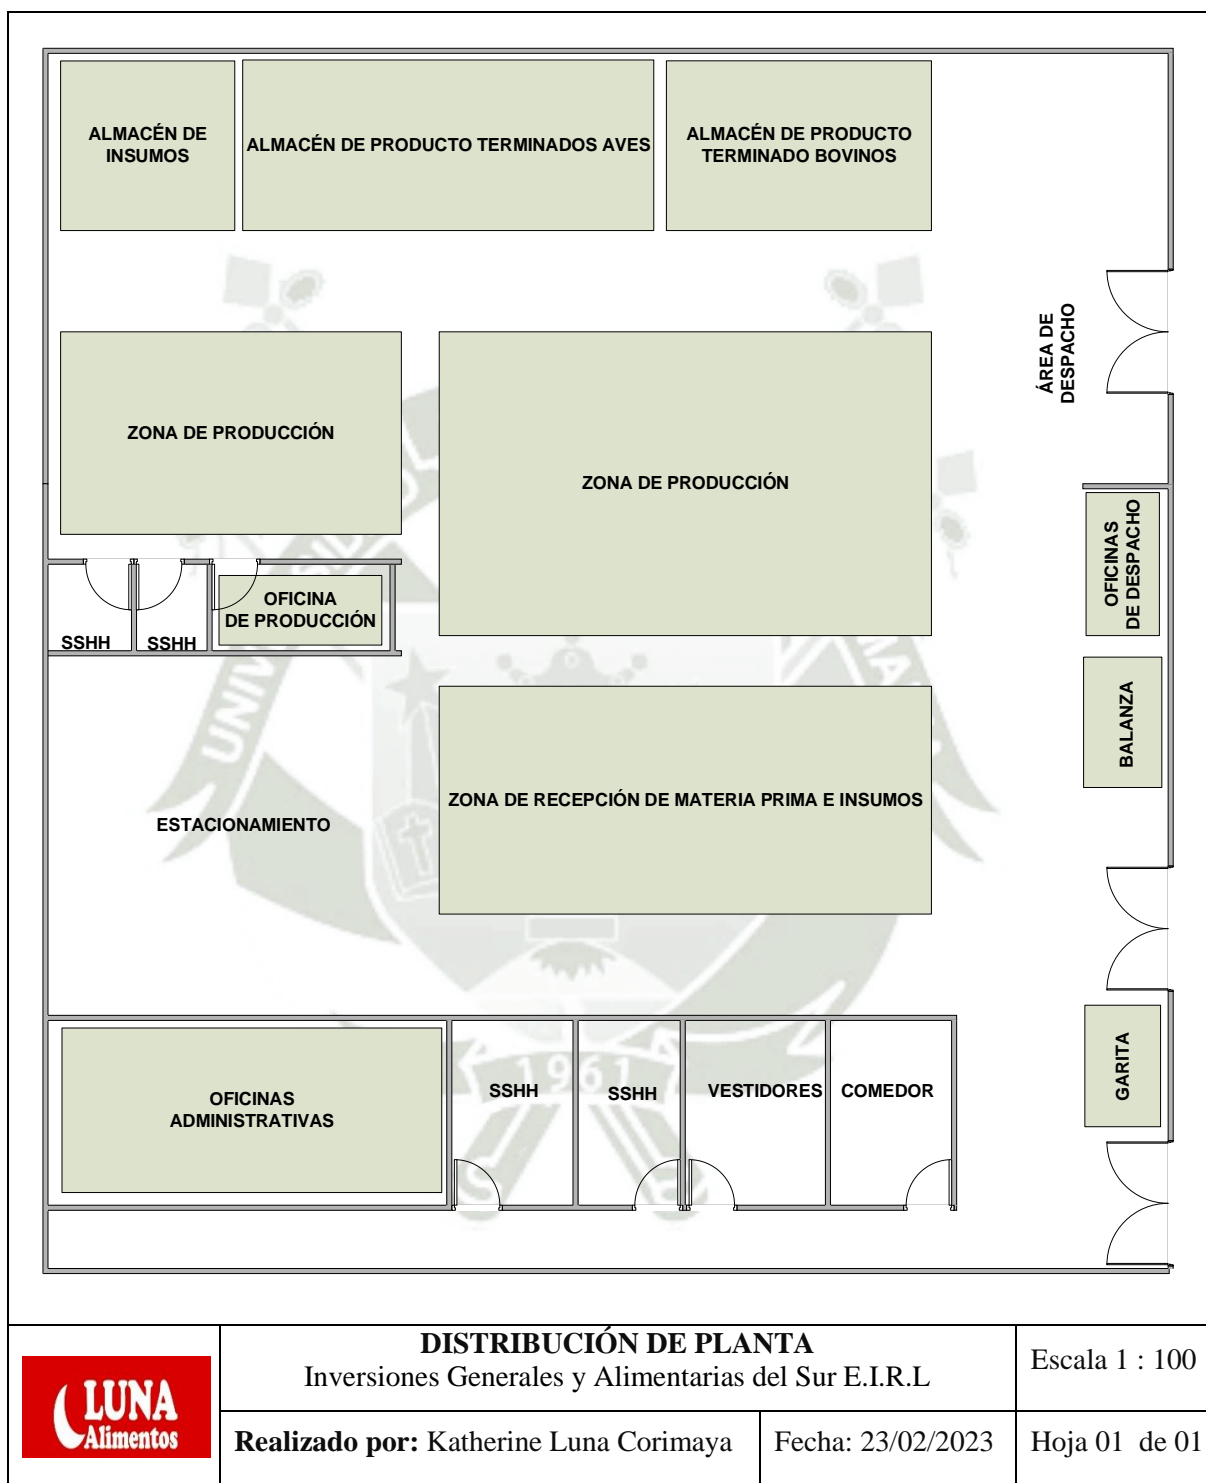 ALMACÉN DE
INSUMOS
ALMACÉN DE PRODUCTO TERMINADOS AVES
ALMACÉN DE PRODUCTO
TERMINADO BOVINOS
ÁREA DE
DESPACHO
ZONA DE PRODUCCIÓN
ZONA DE PRODUCCIÓN
OFICINAS
DE DESPACHO
OFICINA
DE PRODUCCIÓN
SSHH
SSHH
BALANZA
ZONA DE RECEPCIÓN DE MATERIA PRIMA E INSUMOS
ESTACIONAMIENTO
GARITA
OFICINAS
ADMINISTRATIVAS
SSHH
SSHH
VESTIDORES
COMEDOR
1961
LUNA
Alimentos
DISTRIBUCIÓN DE PLANTA
Inversiones Generales y Alimentarias del Sur E.I.R.L
Escala 1 : 100
Realizado por: Katherine Luna Corimaya
Fecha: 23/02/2023
Hoja 01 de 01